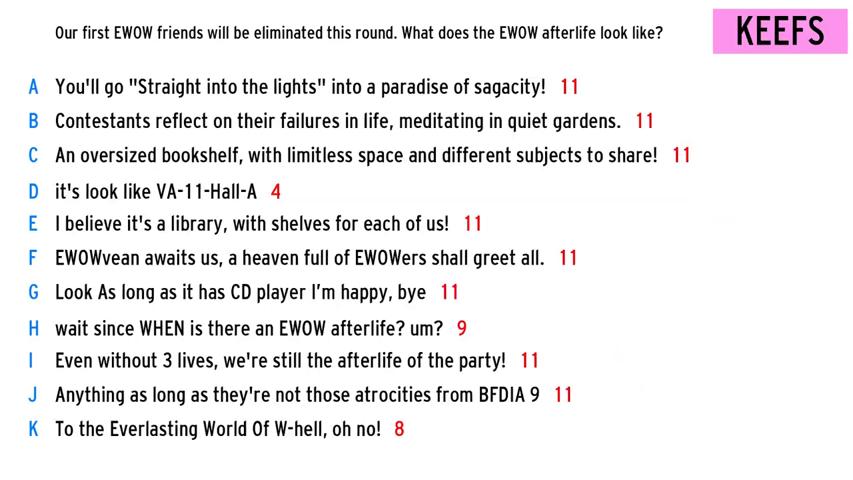 Our first EWOW friends will be eliminated this round. What does the EWOW afterlife look like?
KEEFS
A You'll go "Straight into the lights" into a paradise of sagacity! 11
B Contestants reflect on their failures in life, meditating in quiet gardens. 11
C An oversized bookshelf, with limitless space and different subjects to share! 11
D it's look like VA-11-Hall-A 4
E I believe it's a library, with shelves for each of us! 11
F EWOWvean awaits us, a heaven full of EWOWers shall greet all. 11
G Look As long as it has CD player I'm happy, bye 11
H wait since WHEN is there an EWOW afterlife? um? 9
I Even without 3 lives, we're still the afterlife of the party! 11
J Anything as long as they're not those atrocities from BFDIA 9 11
K To the Everlasting World Of W-hell, oh no! 8